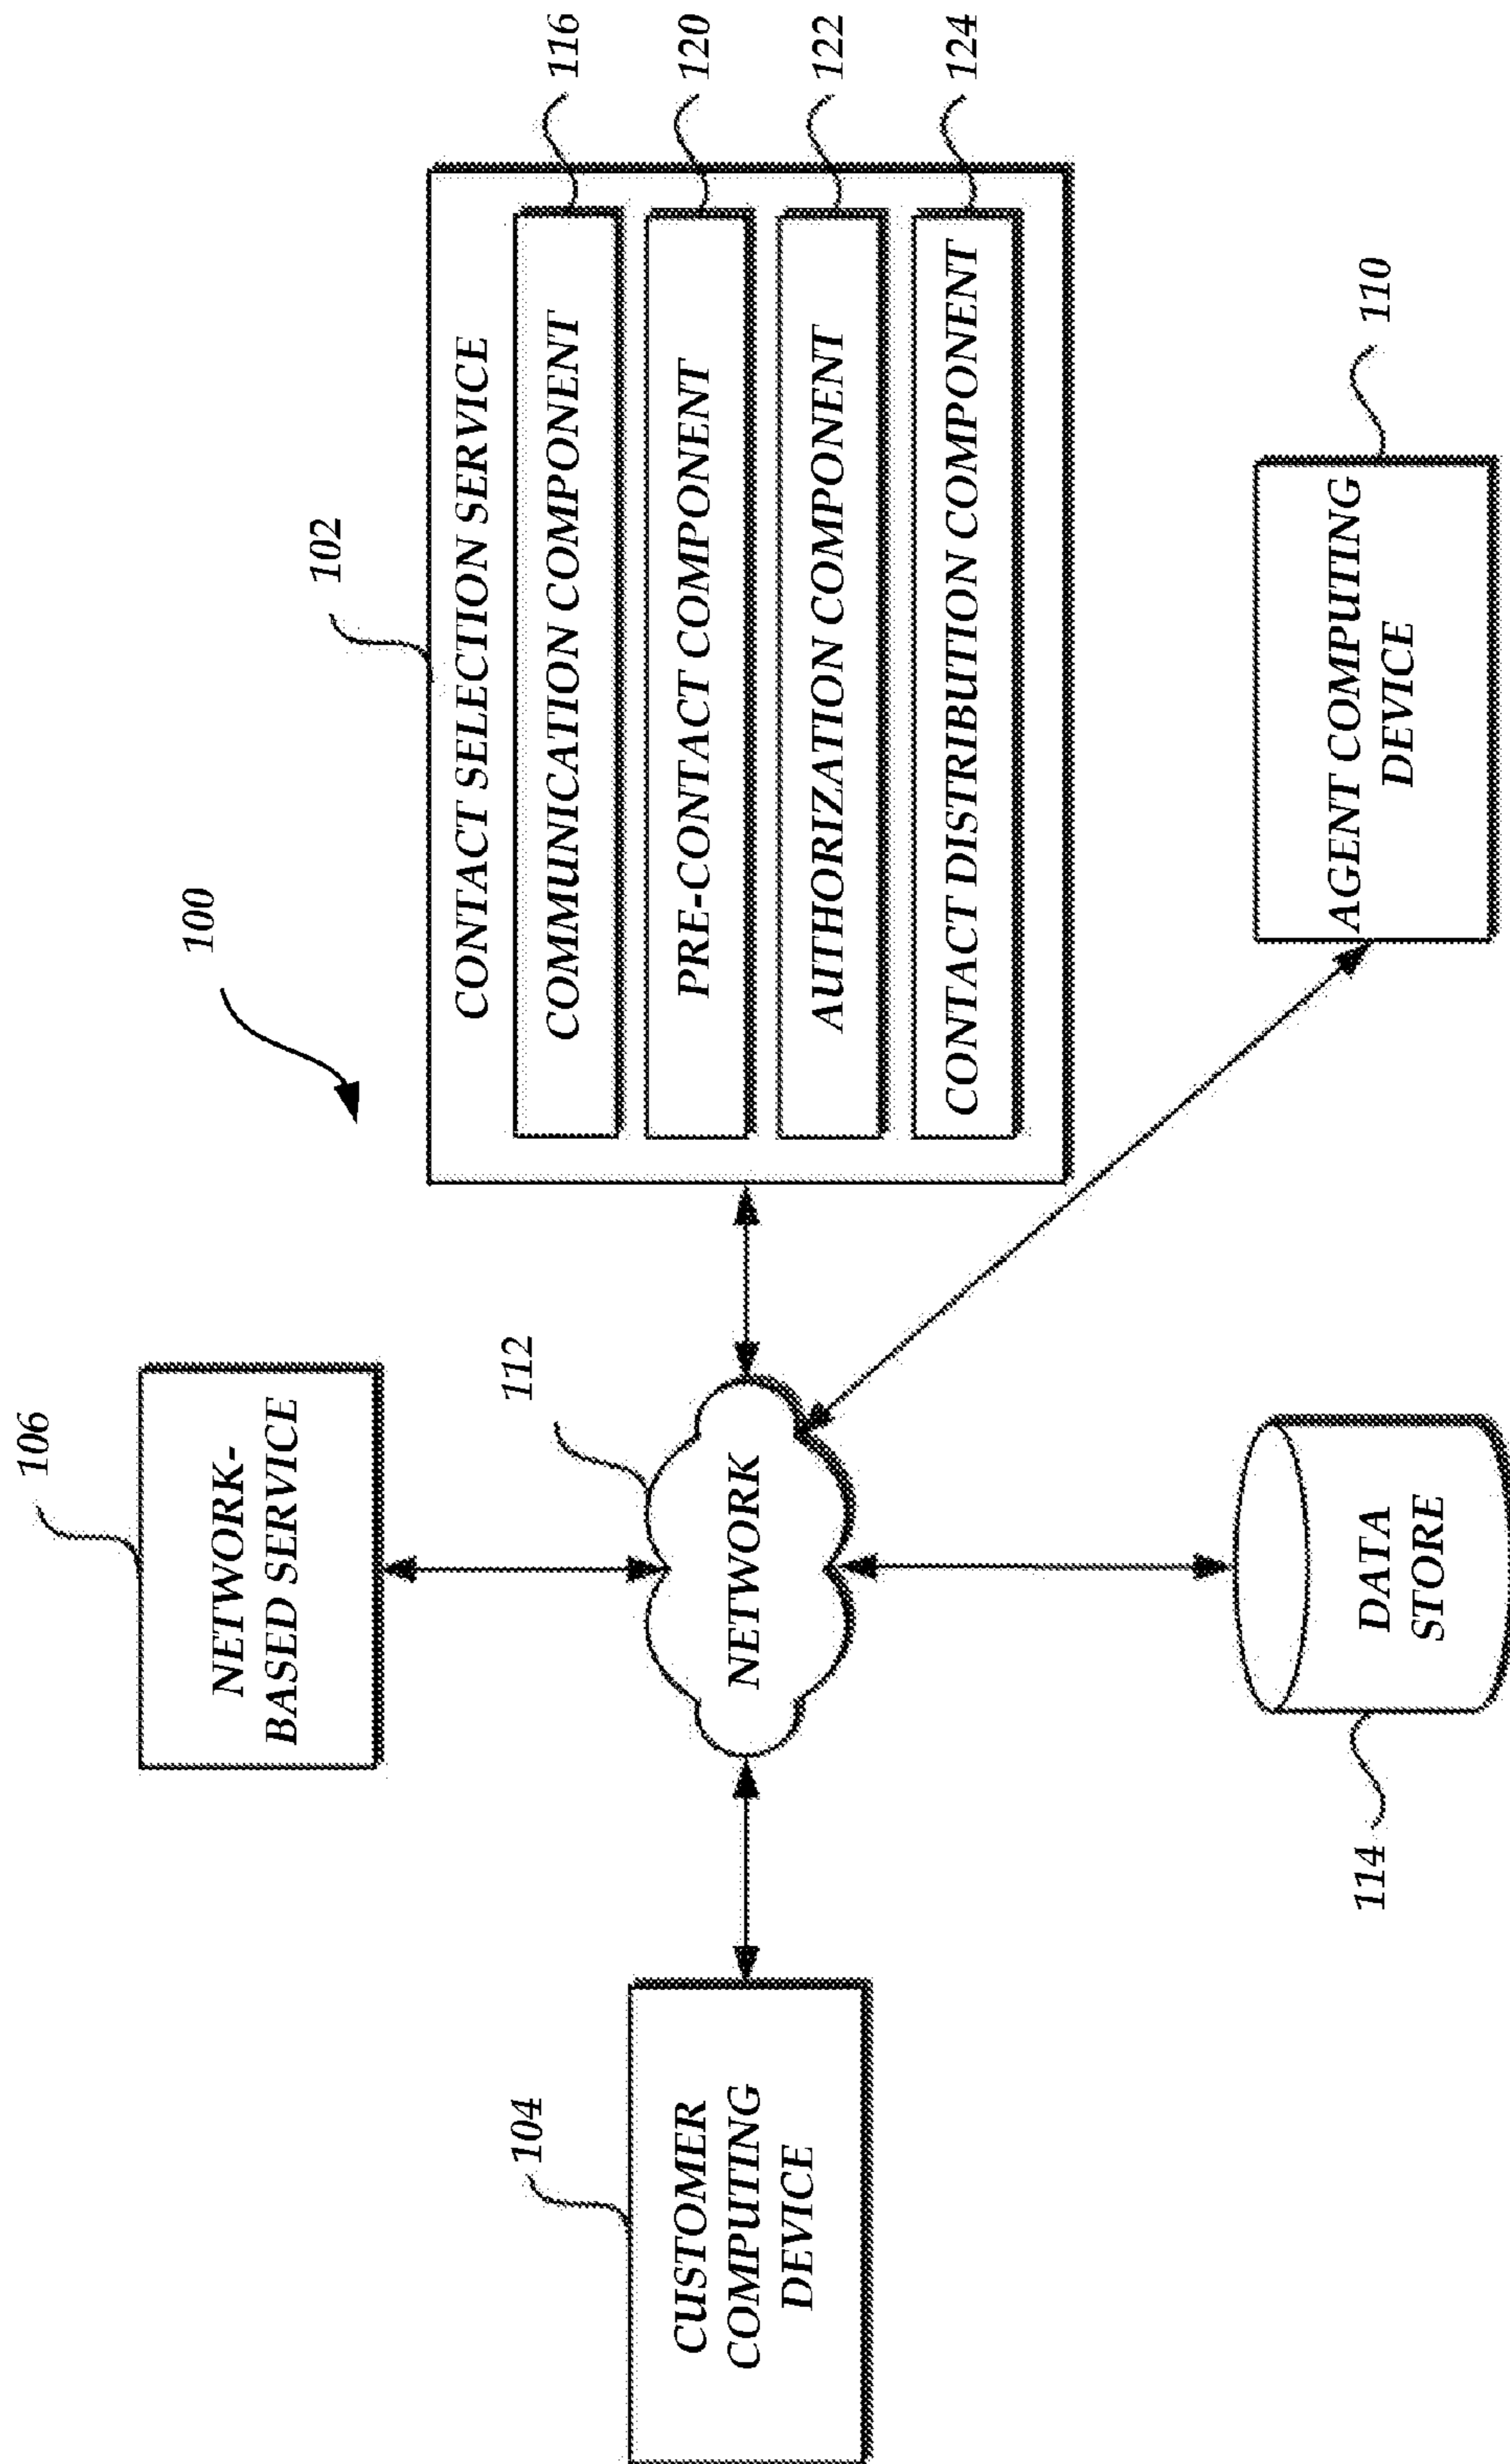 100
106
NETWORK-
BASED SERVICE
102
CONTACT SELECTION SERVICE
COMMUNICATION COMPONENT
116
PRE-CONTACT COMPONENT
120
AUTHORIZATION COMPONENT
122
CONTACT DISTRIBUTION COMPONENT
124
104
CUSTOMER
COMPUTING
DEVICE
112
NETWORK
114
DATA
STORE
AGENT COMPUTING
DEVICE
110